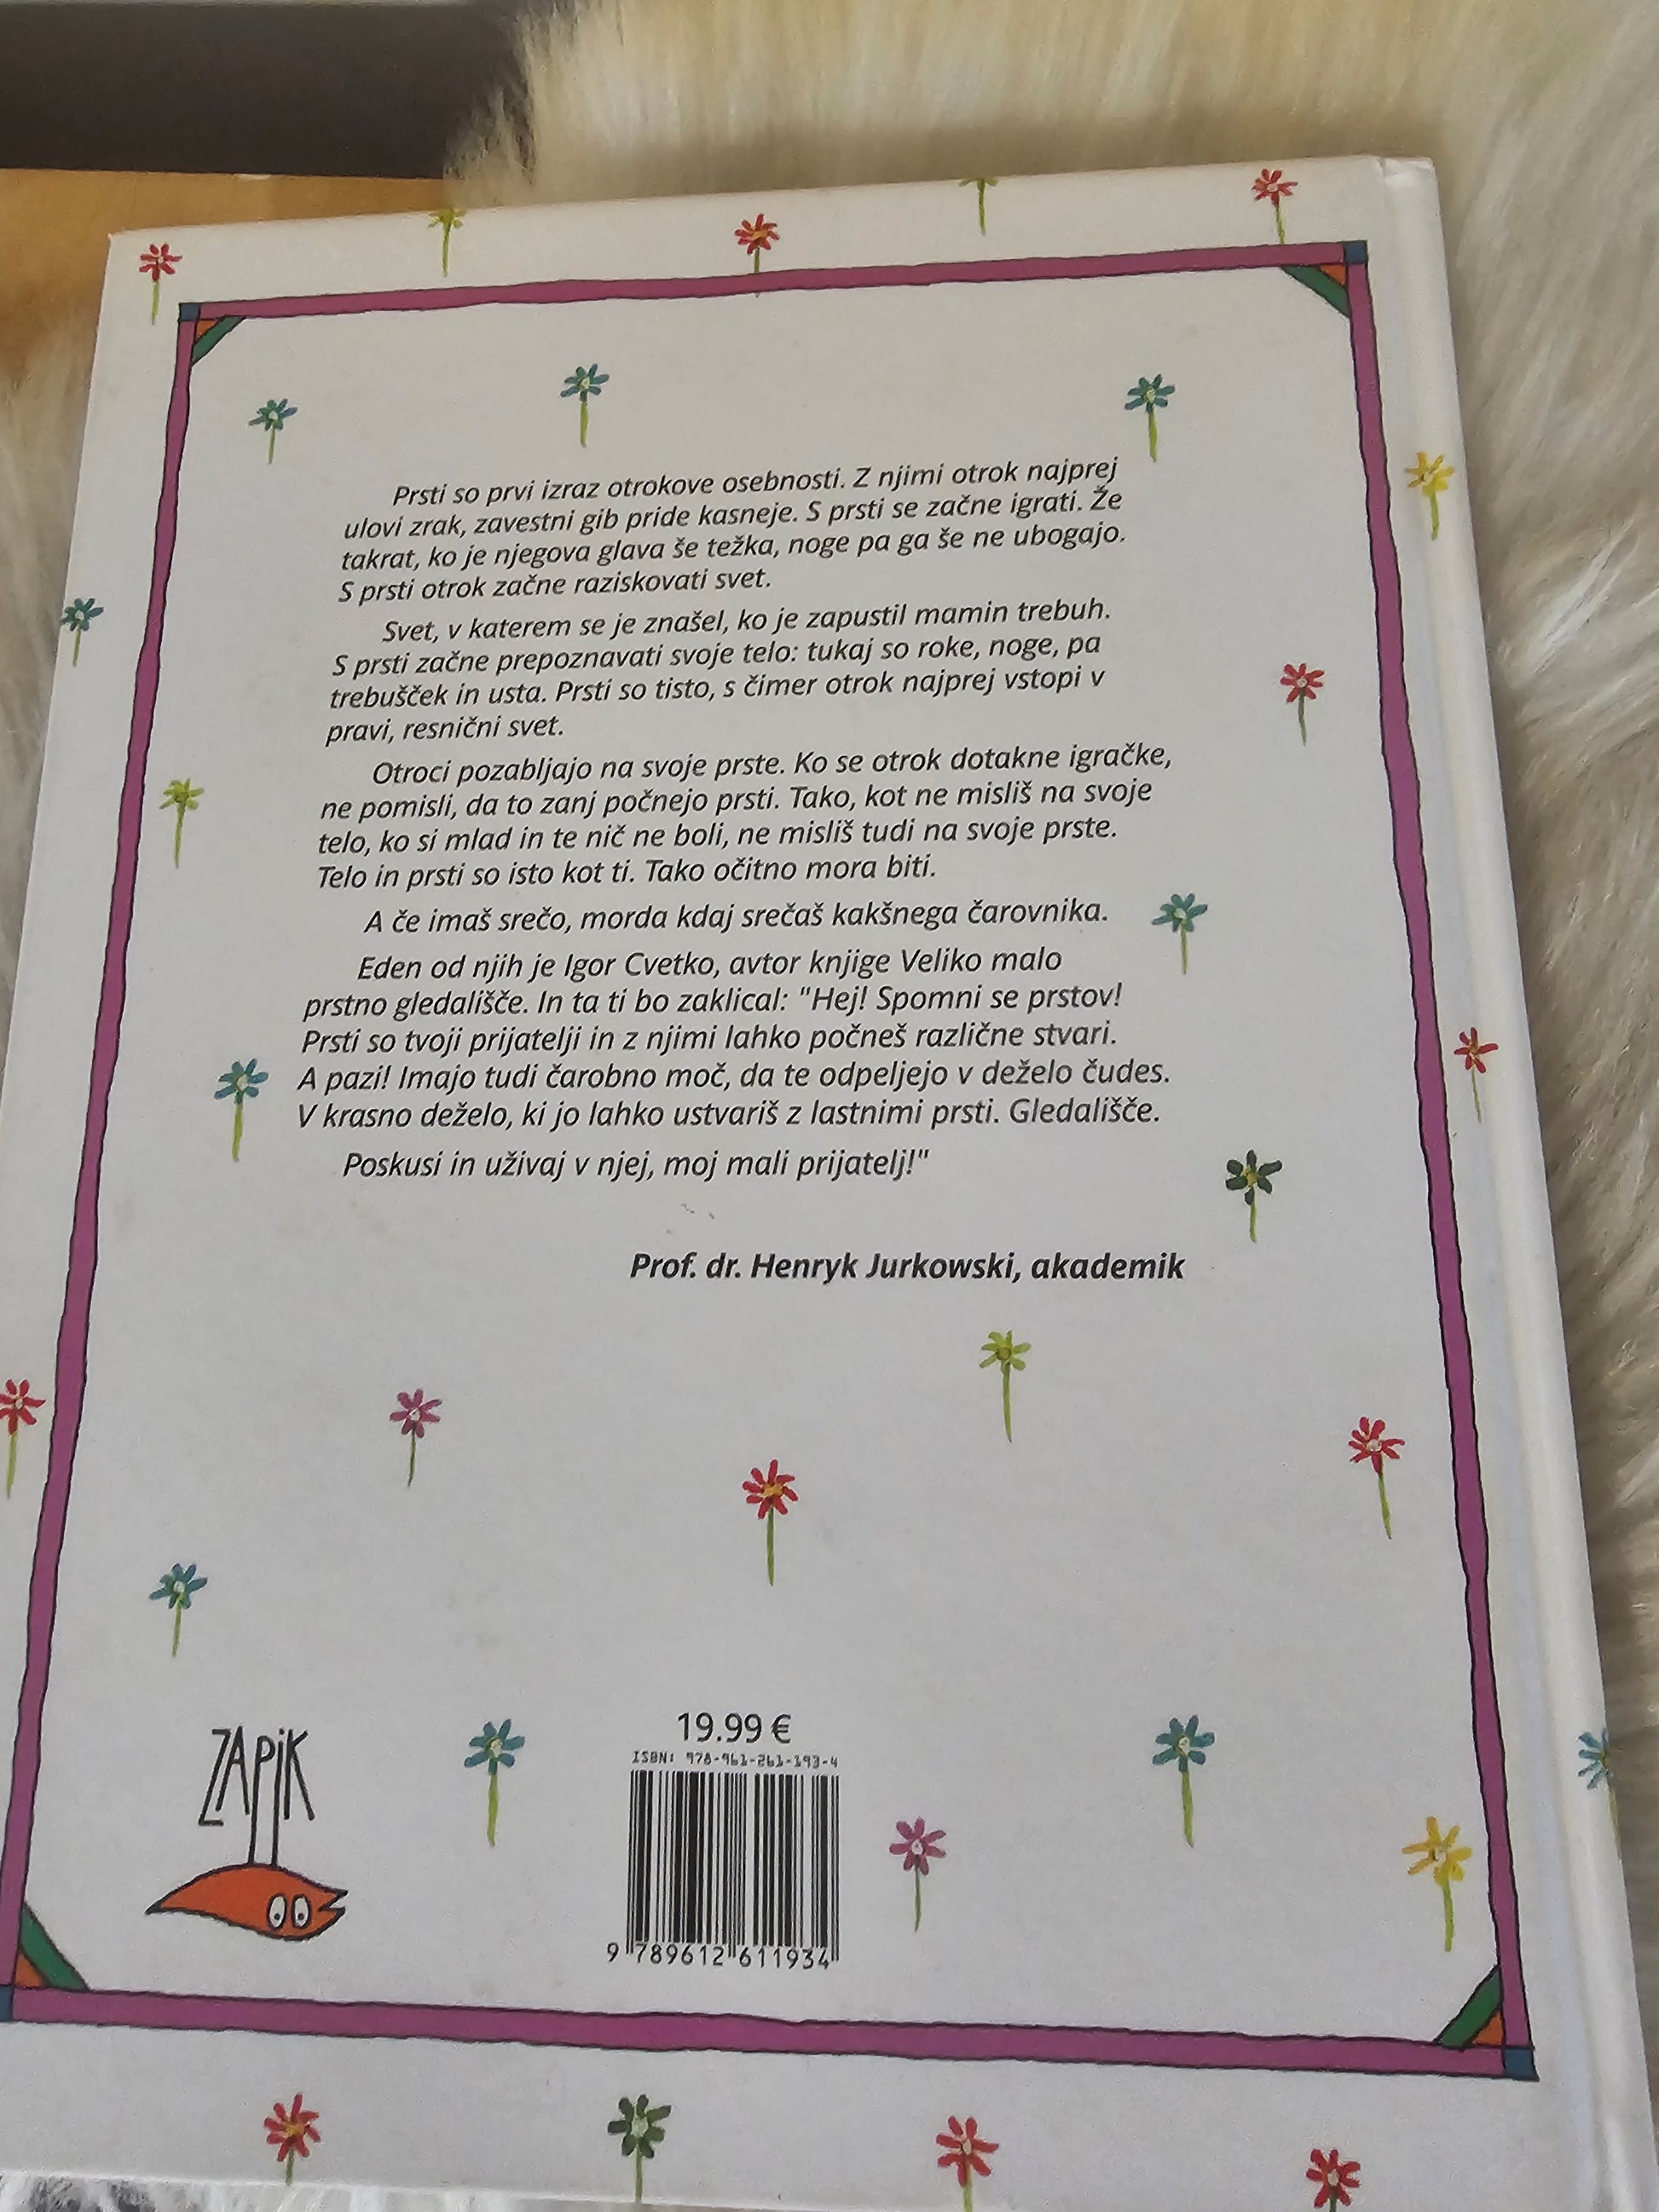 Prsti so prvi izraz otrokove osebnosti. Z njimi otrok najprej
ulovi zrak, zavestni gib pride kasneje. S prsti se začne igrati. Že
takrat, ko je njegova glava še težka, noge pa ga še ne ubogajo.
S prsti otrok začne raziskovati svet.
Svet, v katerem se je znašel, ko je zapustil mamin trebuh.
S prsti začne prepoznavati svoje telo: tukaj so roke, noge, pa
trebušček in usta. Prsti so tisto, s čimer otrok najprej vstopi v
pravi, resnični svet.
Otroci pozabljajo na svoje prste. Ko se otrok dotakne igračke,
ne pomisli, da to zanj počnejo prsti. Tako, kot ne misliš na svoje
telo, ko si mlad in te nič ne boli, ne misliš tudi na svoje prste.
Telo in prsti so isto kot ti. Tako očitno mora biti.
A če imaš srečo, morda kdaj srečaš kakšnega čarovnika.
Eden od njih je Igor Cvetko, avtor knjige Veliko malo
prstno gledališče. In ta ti bo zaklical: "Hej! Spomni se prstov!
Prsti so tvoji prijatelji in z njimi lahko počneš različne stvari.
A pazi! Imajo tudi čarobno moč, da te odpeljejo v deželo čudes.
V krasno deželo, ki jo lahko ustvariš z lastnimi prsti. Gledališče.
Poskusi in uživaj v njej, moj mali prijatelj!"
Prof. dr. Henryk Jurkowski, akademik
ZAPiK
19.99 €
ISBN: 978-961-261-193-4
9 789612 611934